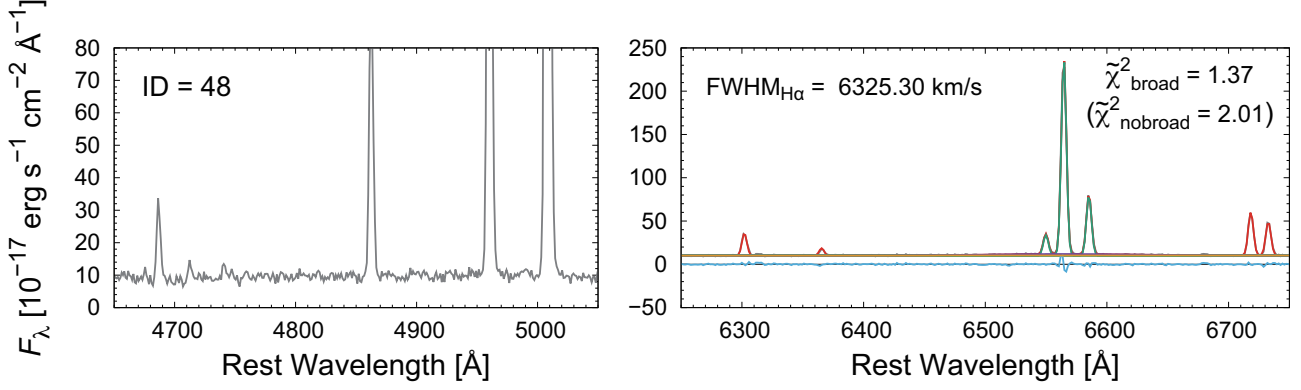 F_λ [10^−17 erg s^−1 cm^−2 Å^−1]
80
70
60
50
40
30
20
10
0
ID = 48
4700 4800 4900 5000
Rest Wavelength [Å]
250
200
150
100
50
0
−50
FWHM_Hα = 6325.30 km/s
χ̃²_broad = 1.37
(χ̃²_nobroad = 2.01)
6300 6400 6500 6600 6700
Rest Wavelength [Å]